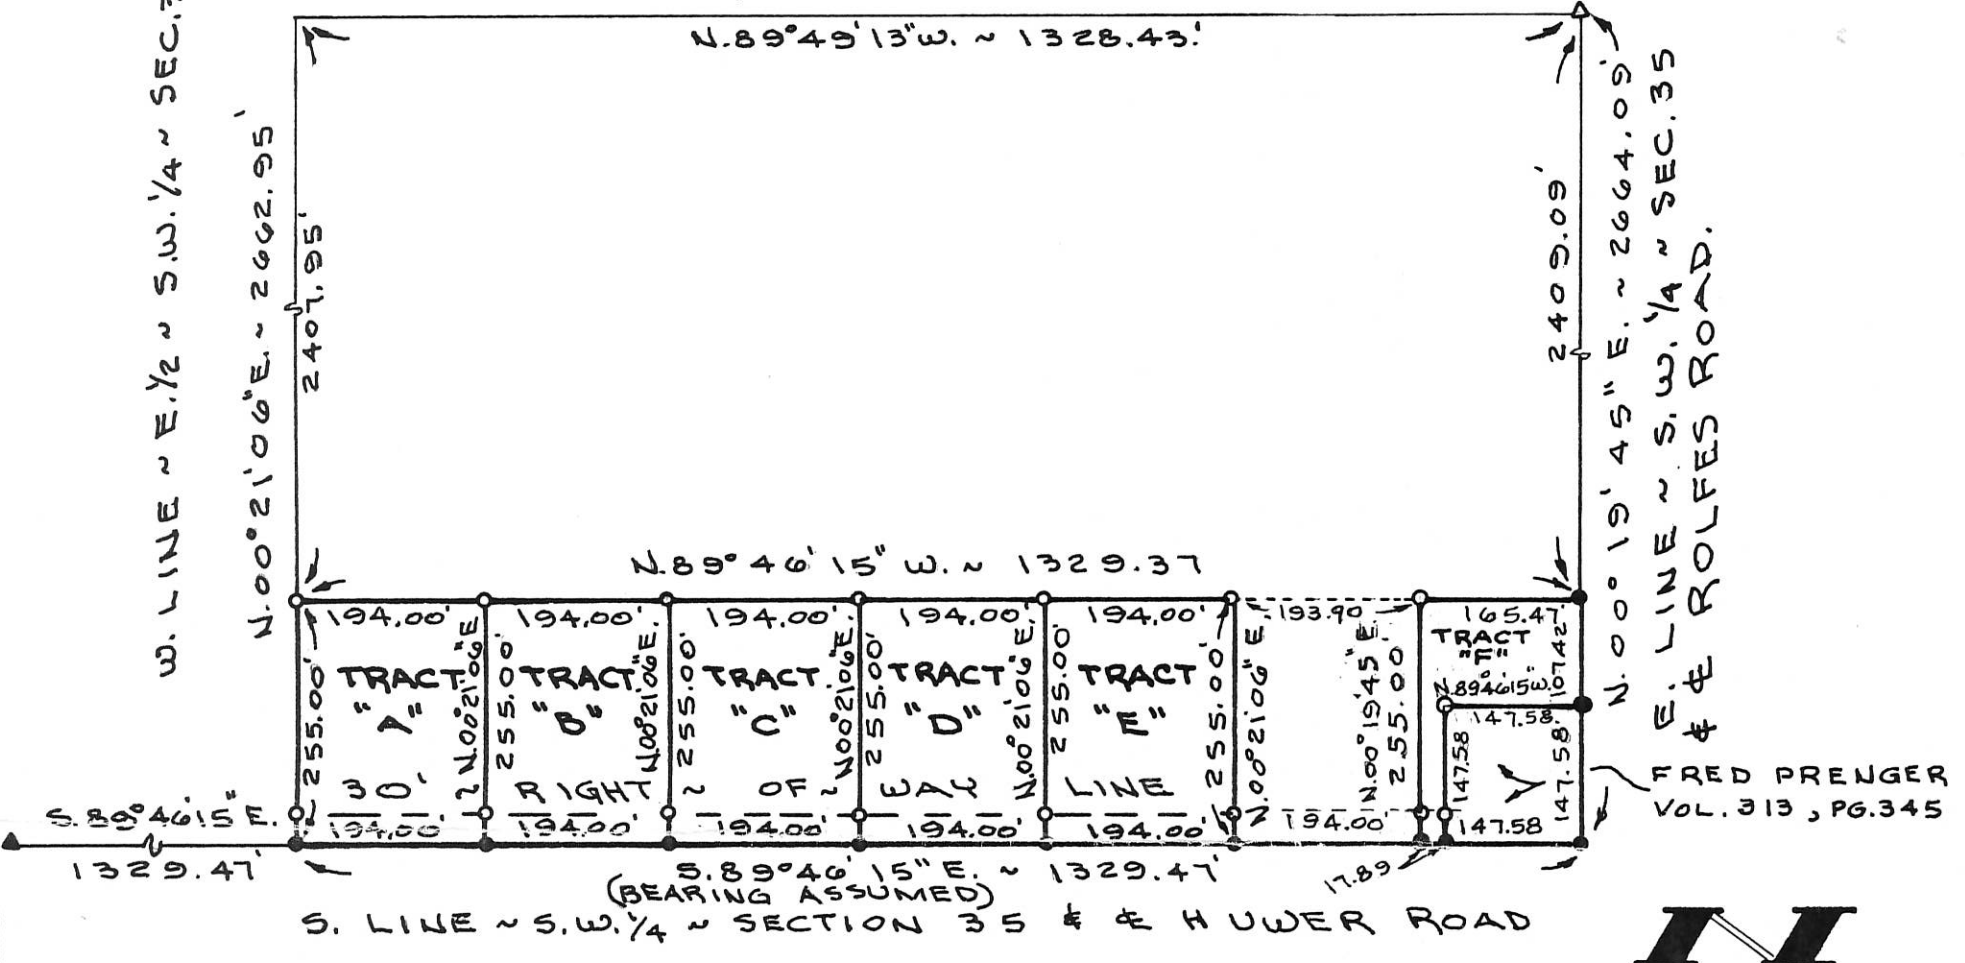 N.89°49'13"W. ~ 1328.43'
W. LINE ~ E.1/2 ~ S.W.1/4 ~ SEC.
N.00°21'06"E. ~ 2662.95'
2407.95'
2409.09'
N.00°19'45"E. ~ 2664.09'
E. LINE ~ S.W.1/4 ~ SEC.35
& ℄ ROLFES ROAD.
N.89°46'15"W. ~ 1329.37
194.00' 194.00' 194.00' 194.00' 194.00' 193.90 165.47'
TRACT "A"
TRACT "B"
TRACT "C"
TRACT "D"
TRACT "E"
TRACT "F"
255.00'
N.00°21'06"E
255.00'
N.00°21'06"E.
255.00'
N.00°21'06"E.
255.00'
N.00°21'06"E.
255.00'
255.00'
N.00°21'06"E.
N.00°19'45"E
255.00'
107.42'
N.89°46'15W.
147.58
147.58
147.58
30' RIGHT ~ OF ~ WAY LINE
194.00' 194.00' 194.00' 194.00' 194.00' 194.00' 147.58
17.89
FRED PRENGER
VOL. 313, PG. 345
S.89°46'15"E.
1329.47'
S.89°46'15"E. ~ 1329.47'
(BEARING ASSUMED)
S. LINE ~ S.W.1/4 ~ SECTION 35 & ℄ HUWER ROAD
N